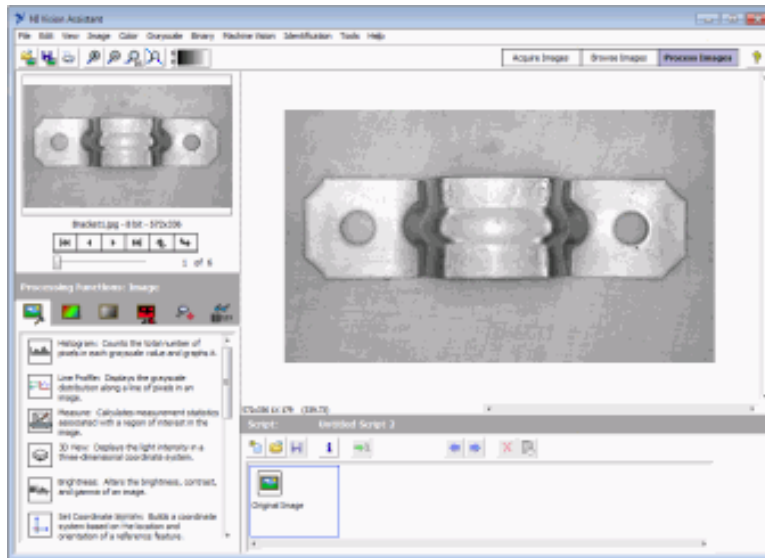 NI Vision Assistant
File Edit View Image Color Grayscale Binary Machine Vision Identification Tools Help
Acquire Images Browse Images Process Images
Bracket1.jpg - 8 bit - 572x336
1 of 6
Processing Functions: Image
Histogram: Counts the total number of
pixels in each grayscale value and graphs it.
Line Profile: Displays the grayscale
distribution along a line of pixels in an
image.
Measure: Calculates measurement statistics
associated with a region of interest in the
image.
3D View: Displays the light intensity in a
three-dimensional coordinate system.
Brightness: Alters the brightness, contrast,
and gamma of an image.
Set Coordinate System: Builds a coordinate
system based on the location and
orientation of a reference feature.
Script: Untitled Script 3
Original Image